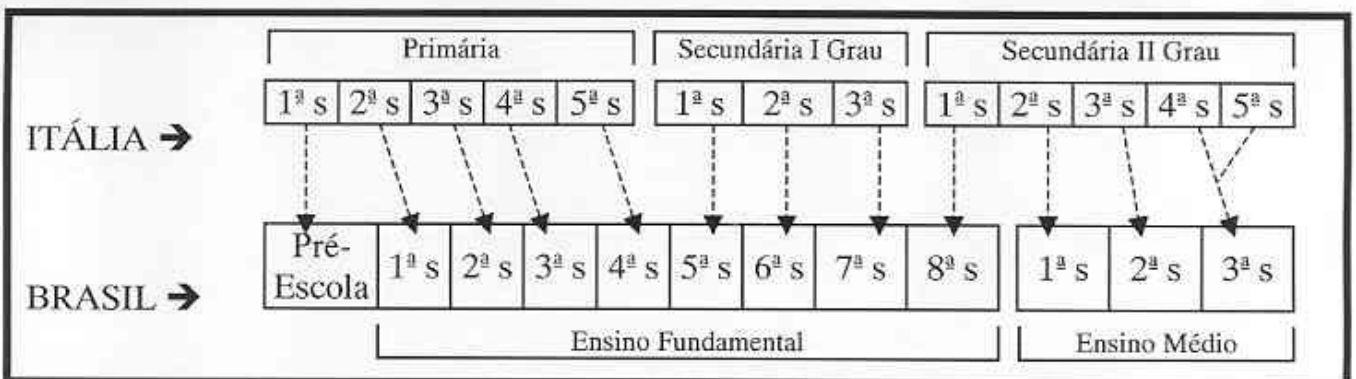 Primária Secundária I Grau Secundária II Grau
1ª s 2ª s 3ª s 4ª s 5ª s 1ª s 2ª s 3ª s 1ª s 2ª s 3ª s 4ª s 5ª s
ITÁLIA ➔
Pré-
Escola 1ª s 2ª s 3ª s 4ª s 5ª s 6ª s 7ª s 8ª s 1ª s 2ª s 3ª s
BRASIL ➔
Ensino Fundamental Ensino Médio